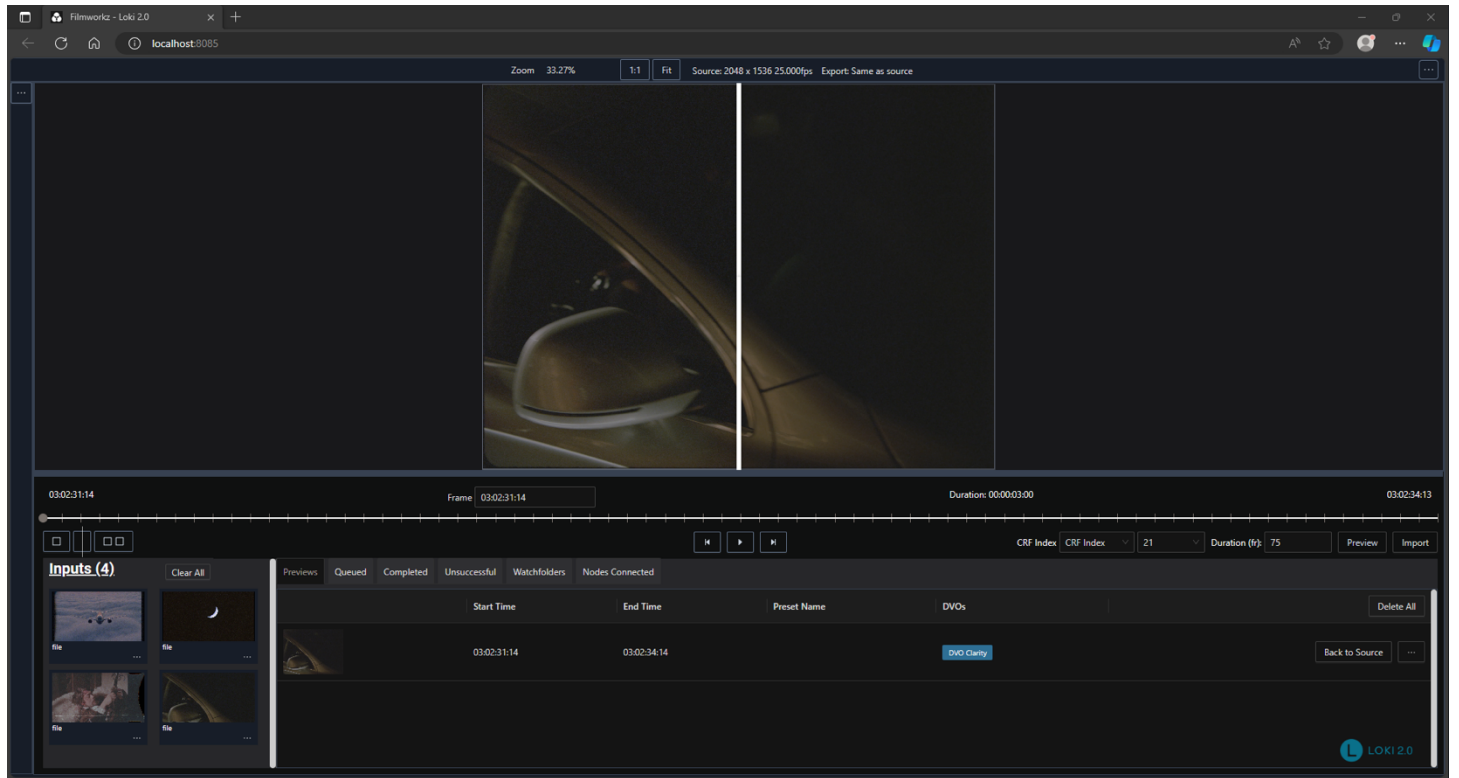 Filmworkz - Loki 2.0
localhost:8085
Zoom 33.27% 1:1 Fit Source: 2048 x 1536 25.000fps Export: Same as source
03:02:31:14 Frame 03:02:31:14 Duration: 00:00:03:00 03:02:34:13
CRF Index CRF Index 21 Duration (fr): 75 Preview Import
Inputs (4) Clear All
file file
file file
Previews Queued Completed Unsuccessful Watchfolders Nodes Connected
Start Time End Time Preset Name DVOs Delete All
03:02:31:14 03:02:34:14 DVO Clarity Back to Source
L LOKI 2.0